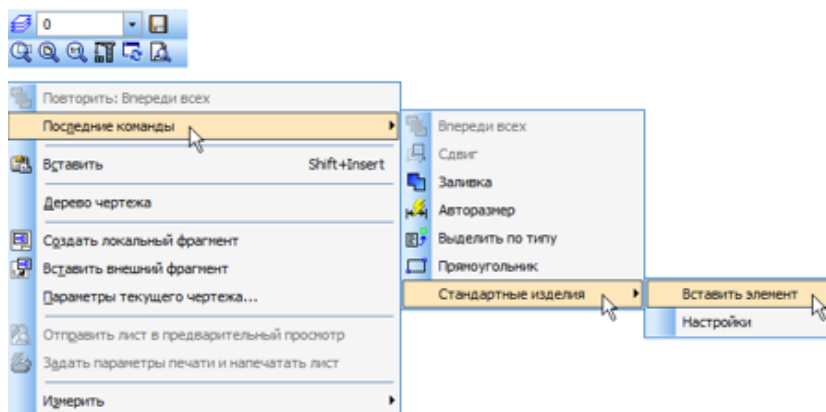 0
Повторить: Впереди всех
Последние команды
Вставить Shift+Insert
Дерево чертежа
Создать локальный фрагмент
Вставить внешний фрагмент
Параметры текущего чертежа...
Отправить лист в предварительный просмотр
Задать параметры печати и напечатать лист
Измерить
Впереди всех
Сдвиг
Заливка
Авторазмер
Выделить по типу
Прямоугольник
Стандартные изделия
Вставить элемент
Настройки